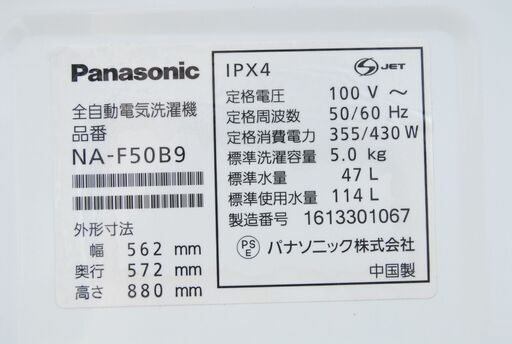 Panasonic
全自動電気洗濯機
品番
NA-F50B9
外形寸法
幅 562 mm
奥行 572 mm
高さ 880 mm
IPX4
S JET
定格電圧 100 V ～
定格周波数 50/60 Hz
定格消費電力 355/430 W
標準洗濯容量 5.0 kg
標準水量 47 L
標準使用水量 114 L
製造番号 1613301067
PS E パナソニック株式会社
中国製